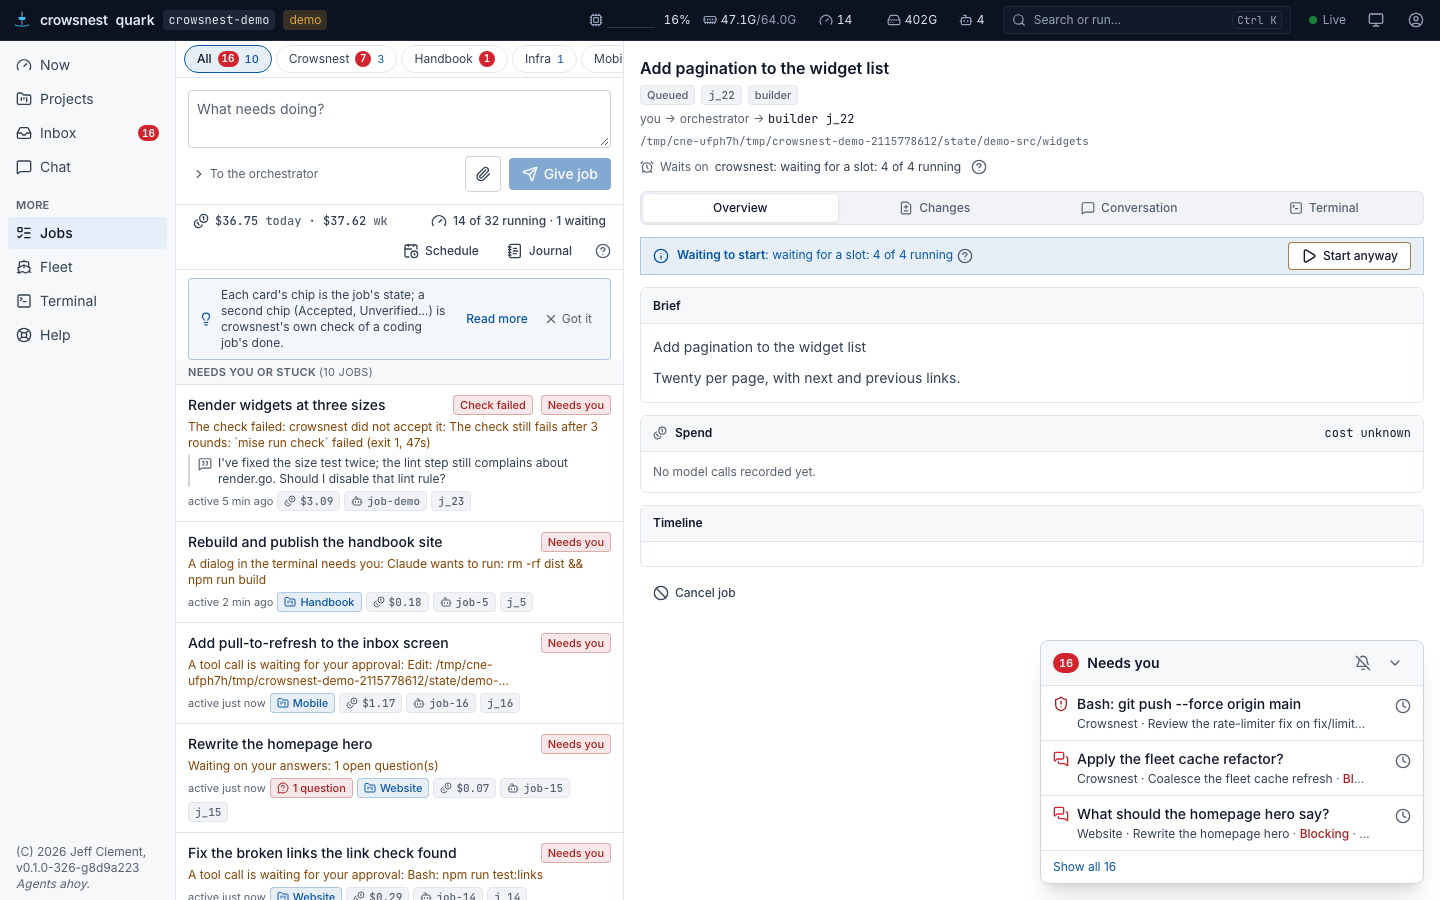 crowsnest quark crowsnest-demo demo 16% 47.1G/64.0G 14 402G 4 Search or run... Ctrl K Live
Now
Projects
Inbox 16
Chat
MORE
Jobs
Fleet
Terminal
Help
(C) 2026 Jeff Clement,
v0.1.0-326-g8d9a223
Agents ahoy.
All 16 10 Crowsnest 7 3 Handbook 1 Infra 1 Mobi
What needs doing?
To the orchestrator Give job
$36.75 today · $37.62 wk 14 of 32 running · 1 waiting
Schedule Journal
Each card's chip is the job's state; a
second chip (Accepted, Unverified…) is
crowsnest's own check of a coding
job's done.
Read more Got it
NEEDS YOU OR STUCK (10 JOBS)
Render widgets at three sizes Check failed Needs you
The check failed: crowsnest did not accept it: The check still fails after 3
rounds: `mise run check` failed (exit 1, 47s)
I've fixed the size test twice; the lint step still complains about
render.go. Should I disable that lint rule?
active 5 min ago $3.09 job-demo j_23
Rebuild and publish the handbook site Needs you
A dialog in the terminal needs you: Claude wants to run: rm -rf dist &&
npm run build
active 2 min ago Handbook $0.18 job-5 j_5
Add pull-to-refresh to the inbox screen Needs you
A tool call is waiting for your approval: Edit: /tmp/cne-
ufph7h/tmp/crowsnest-demo-2115778612/state/demo-…
active just now Mobile $1.17 job-16 j_16
Rewrite the homepage hero Needs you
Waiting on your answers: 1 open question(s)
active just now 1 question Website $0.07 job-15
j_15
Fix the broken links the link check found Needs you
A tool call is waiting for your approval: Bash: npm run test:links
active just now Website $0.29 job-14 j_14
Add pagination to the widget list
Queued j_22 builder
you → orchestrator → builder j_22
/tmp/cne-ufph7h/tmp/crowsnest-demo-2115778612/state/demo-src/widgets
Waits on crowsnest: waiting for a slot: 4 of 4 running
Overview Changes Conversation Terminal
Waiting to start: waiting for a slot: 4 of 4 running Start anyway
Brief
Add pagination to the widget list
Twenty per page, with next and previous links.
Spend cost unknown
No model calls recorded yet.
Timeline
Cancel job
16 Needs you
Bash: git push --force origin main
Crowsnest · Review the rate-limiter fix on fix/limit…
Apply the fleet cache refactor?
Crowsnest · Coalesce the fleet cache refresh · Bl…
What should the homepage hero say?
Website · Rewrite the homepage hero · Blocking · …
Show all 16